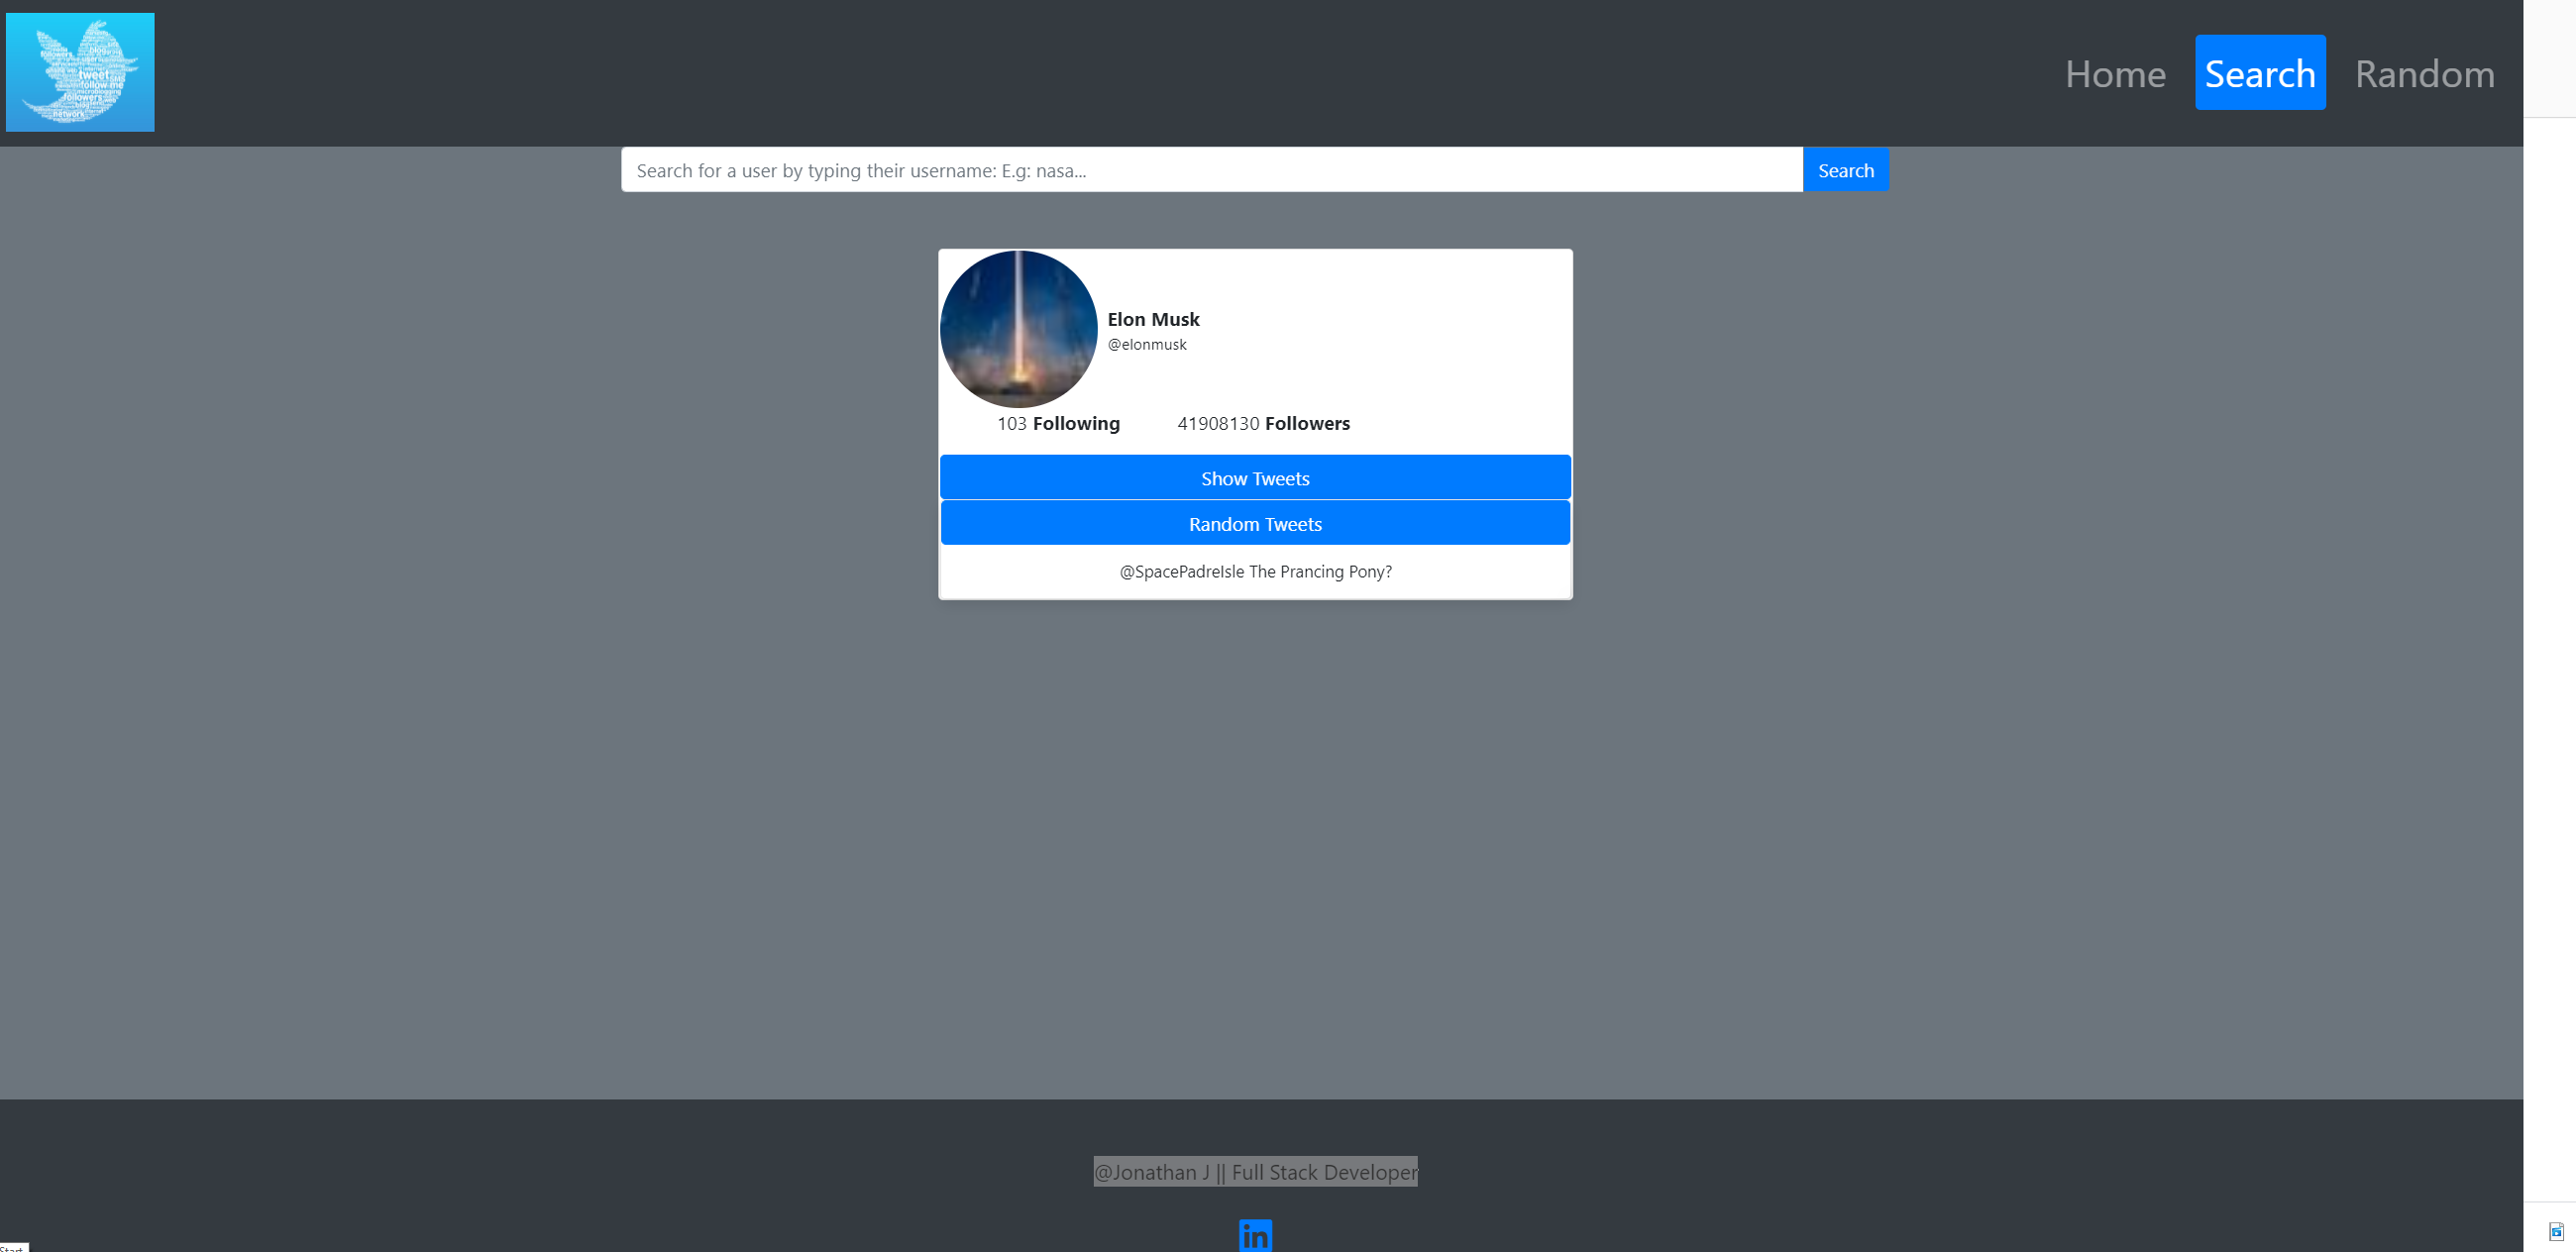 tweet
follow me
microblogging
followers
network
Home Search Random
Search for a user by typing their username: E.g: nasa... Search
Elon Musk
@elonmusk
103 Following 41908130 Followers
Show Tweets
Random Tweets
@SpacePadreIsle The Prancing Pony?
@Jonathan J || Full Stack Developer
in